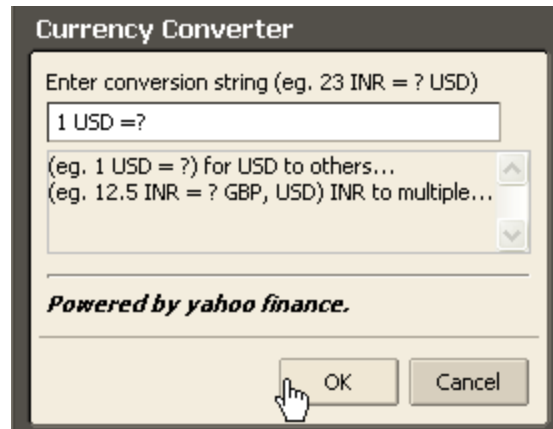 Currency Converter
Enter conversion string (eg. 23 INR = ? USD)
1 USD =?
(eg. 1 USD = ?) for USD to others...
(eg. 12.5 INR = ? GBP, USD) INR to multiple...
Powered by yahoo finance.
OK Cancel